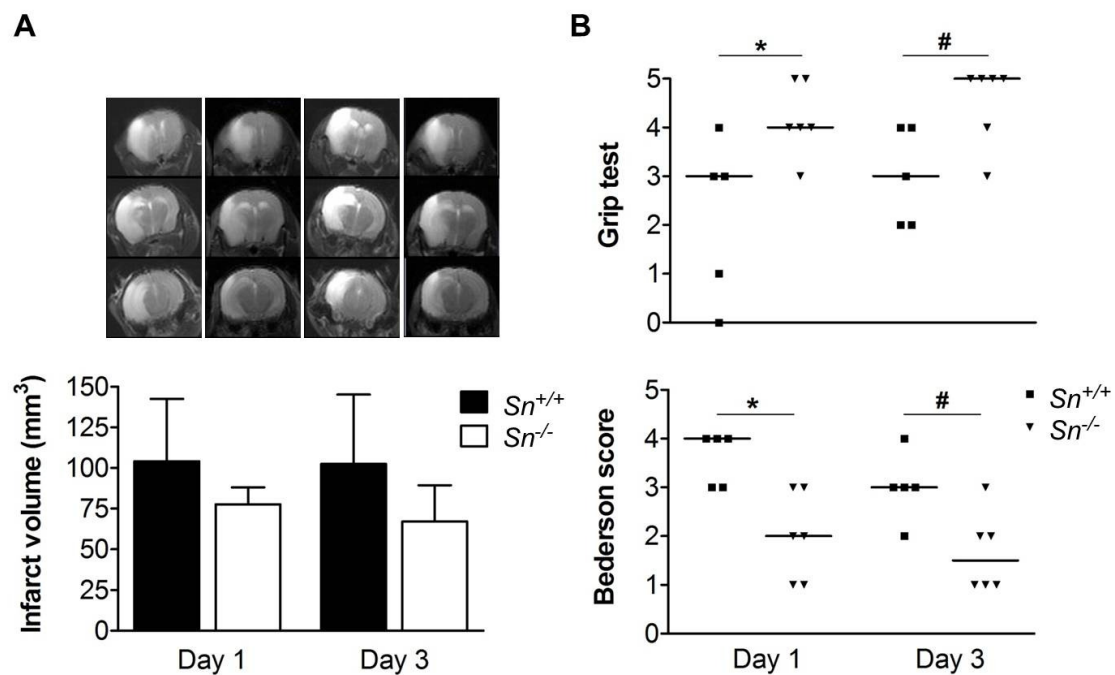 A
B
*
#
5
4
3
2
1
0
Grip test
150
125
100
75
50
25
0
Infarct volume (mm³)
Sn+/+
Sn-/-
Day 1
Day 3
*
#
5
4
3
2
1
0
Bederson score
Sn+/+
Sn-/-
Day 1
Day 3